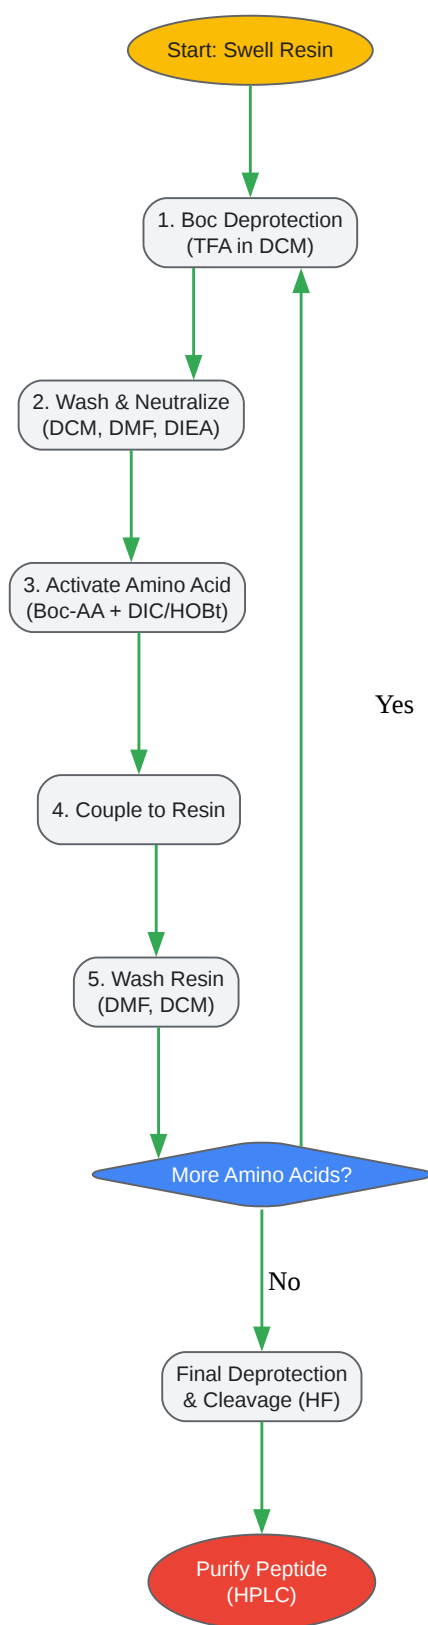 Start: Swell Resin
1. Boc Deprotection
(TFA in DCM)
2. Wash & Neutralize
(DCM, DMF, DIEA)
3. Activate Amino Acid
(Boc-AA + DIC/HOBt)
Yes
4. Couple to Resin
5. Wash Resin
(DMF, DCM)
More Amino Acids?
No
Final Deprotection
& Cleavage (HF)
Purify Peptide
(HPLC)